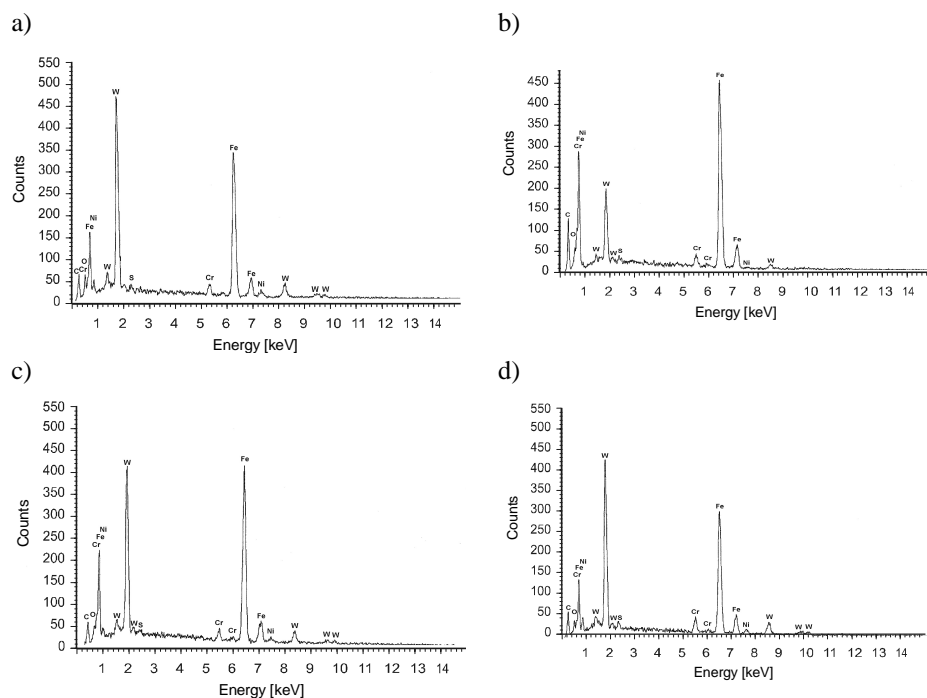 a)
550
500
450
400
350
300
250
200
150
100
50
0
Counts
W
Fe
Ni
Fe
O
C Cr
W
S
Cr
Fe
Ni
W
W W
1 2 3 4 5 6 7 8 9 10 11 12 13 14
Energy [keV]
b)
450
400
350
300
250
200
150
100
50
0
Counts
Fe
Ni
Fe
Cr
W
C
O
W
W
S
Cr
Cr
Fe
Ni
W
1 2 3 4 5 6 7 8 9 10 11 12 13 14
Energy [keV]
c)
550
500
450
400
350
300
250
200
150
100
50
0
Counts
W
Fe
Ni
Fe
Cr
C
O
W
W
S
Cr
Cr
Fe
Ni
W
W W
1 2 3 4 5 6 7 8 9 10 11 12 13 14
Energy [keV]
d)
550
500
450
400
350
300
250
200
150
100
50
0
Counts
W
Fe
Ni
Fe
Cr
C
O
W
W S
Cr
Cr
Fe
Ni
W
W W
1 2 3 4 5 6 7 8 9 10 11 12 13 14
Energy [keV]